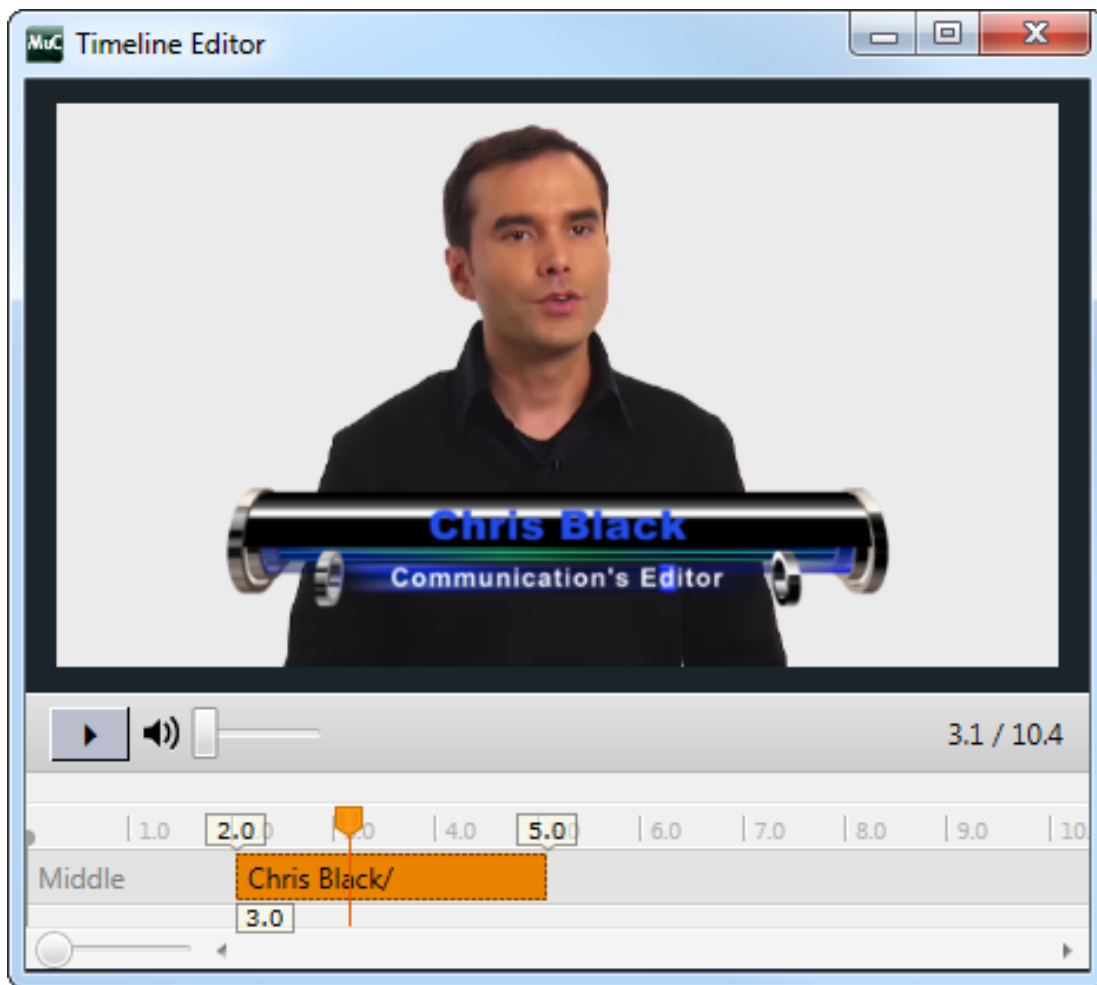 MuC Timeline Editor
Chris Black
Communication's Editor
3.1 / 10.4
1.0 2.0 4.0 5.0 6.0 7.0 8.0 9.0 10.
Middle Chris Black/
3.0